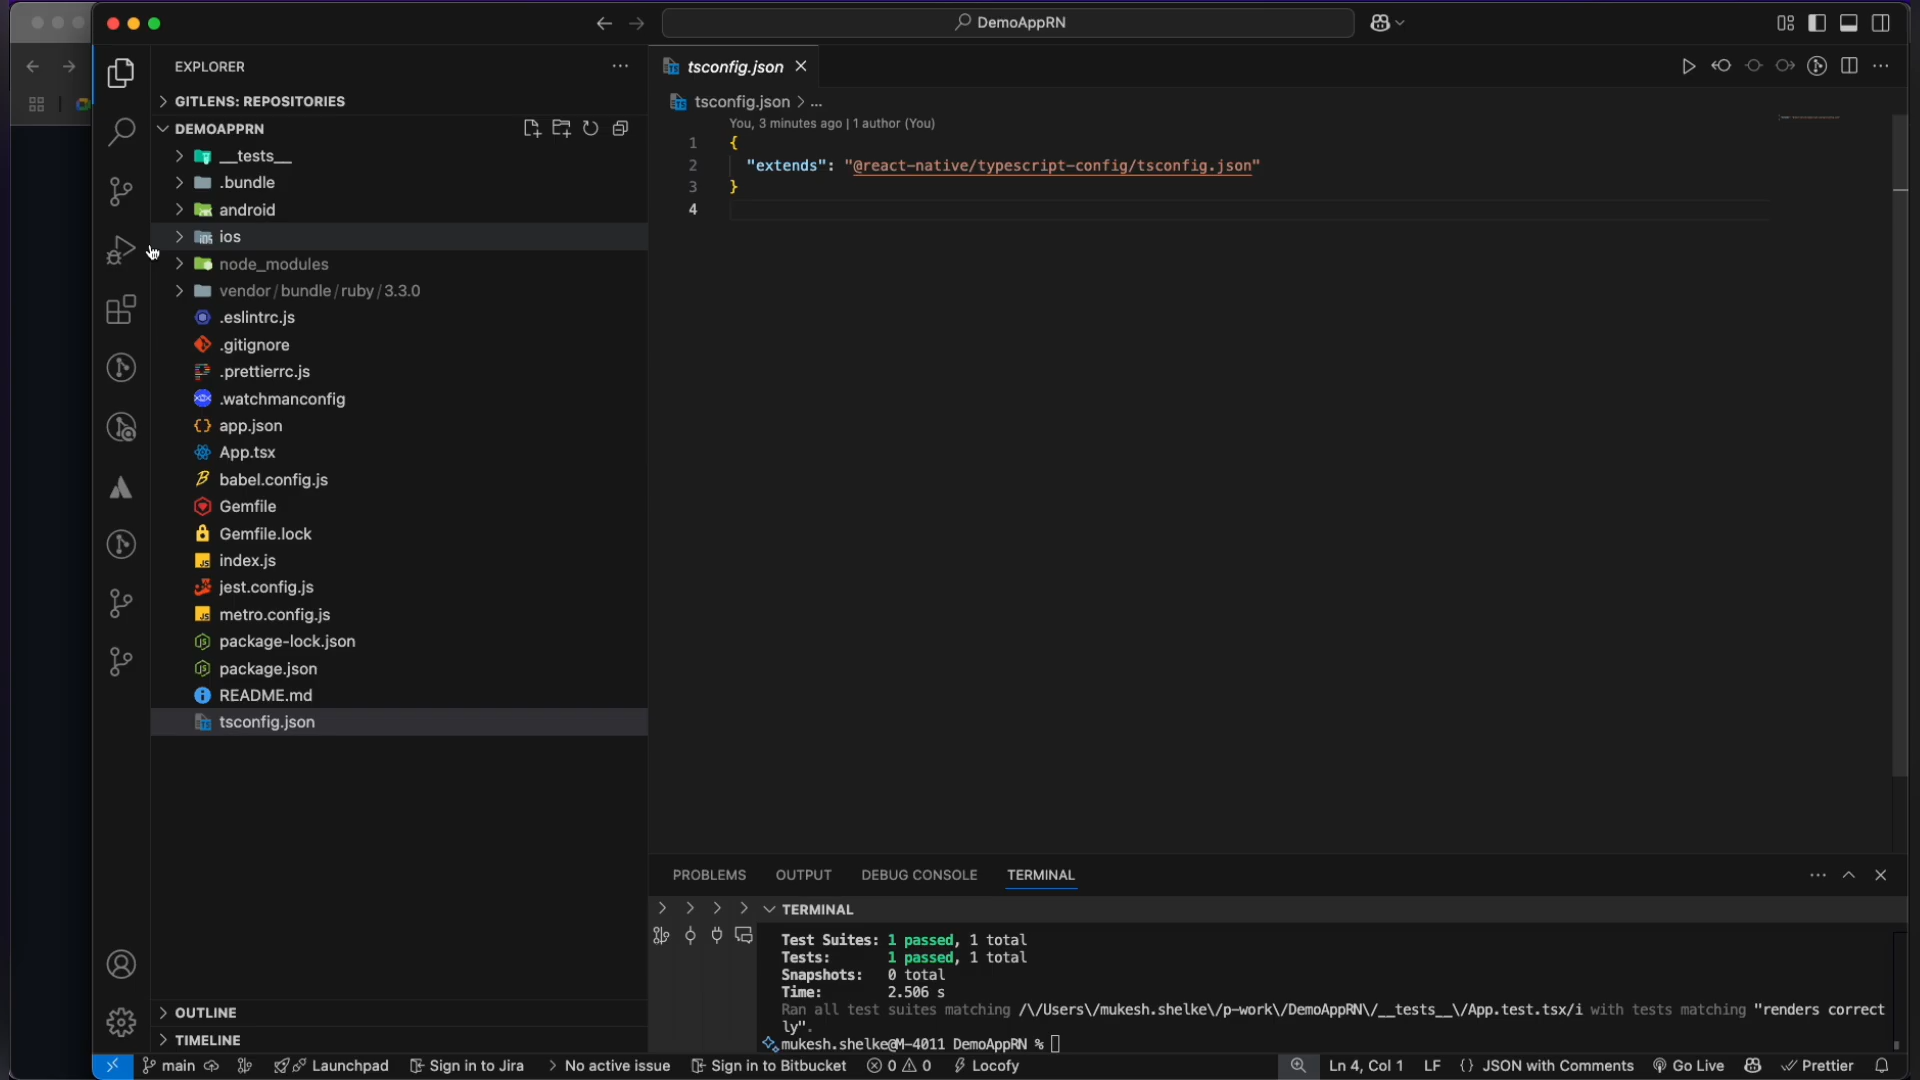 DemoAppRN
EXPLORER
GITLENS: REPOSITORIES
DEMOAPPRN
__tests__
.bundle
android
ios
node_modules
vendor/bundle/ruby/3.3.0
.eslintrc.js
.gitignore
.prettierrc.js
.watchmanconfig
app.json
App.tsx
babel.config.js
Gemfile
Gemfile.lock
index.js
jest.config.js
metro.config.js
package-lock.json
package.json
README.md
tsconfig.json
OUTLINE
TIMELINE
tsconfig.json
tsconfig.json > ...
You, 3 minutes ago | 1 author (You)
1 {
2 "extends": "@react-native/typescript-config/tsconfig.json"
3 }
4
PROBLEMS OUTPUT DEBUG CONSOLE TERMINAL
TERMINAL
Test Suites: 1 passed, 1 total
Tests: 1 passed, 1 total
Snapshots: 0 total
Time: 2.506 s
Ran all test suites matching /\/Users\/mukesh.shelke\/p-work\/DemoAppRN\/__tests__\/App.test.tsx/i with tests matching "renders correct
ly".
mukesh.shelke@M-4011 DemoAppRN %
main Launchpad Sign in to Jira No active issue Sign in to Bitbucket 0 0 Locofy Ln 4, Col 1 LF {} JSON with Comments Go Live Prettier